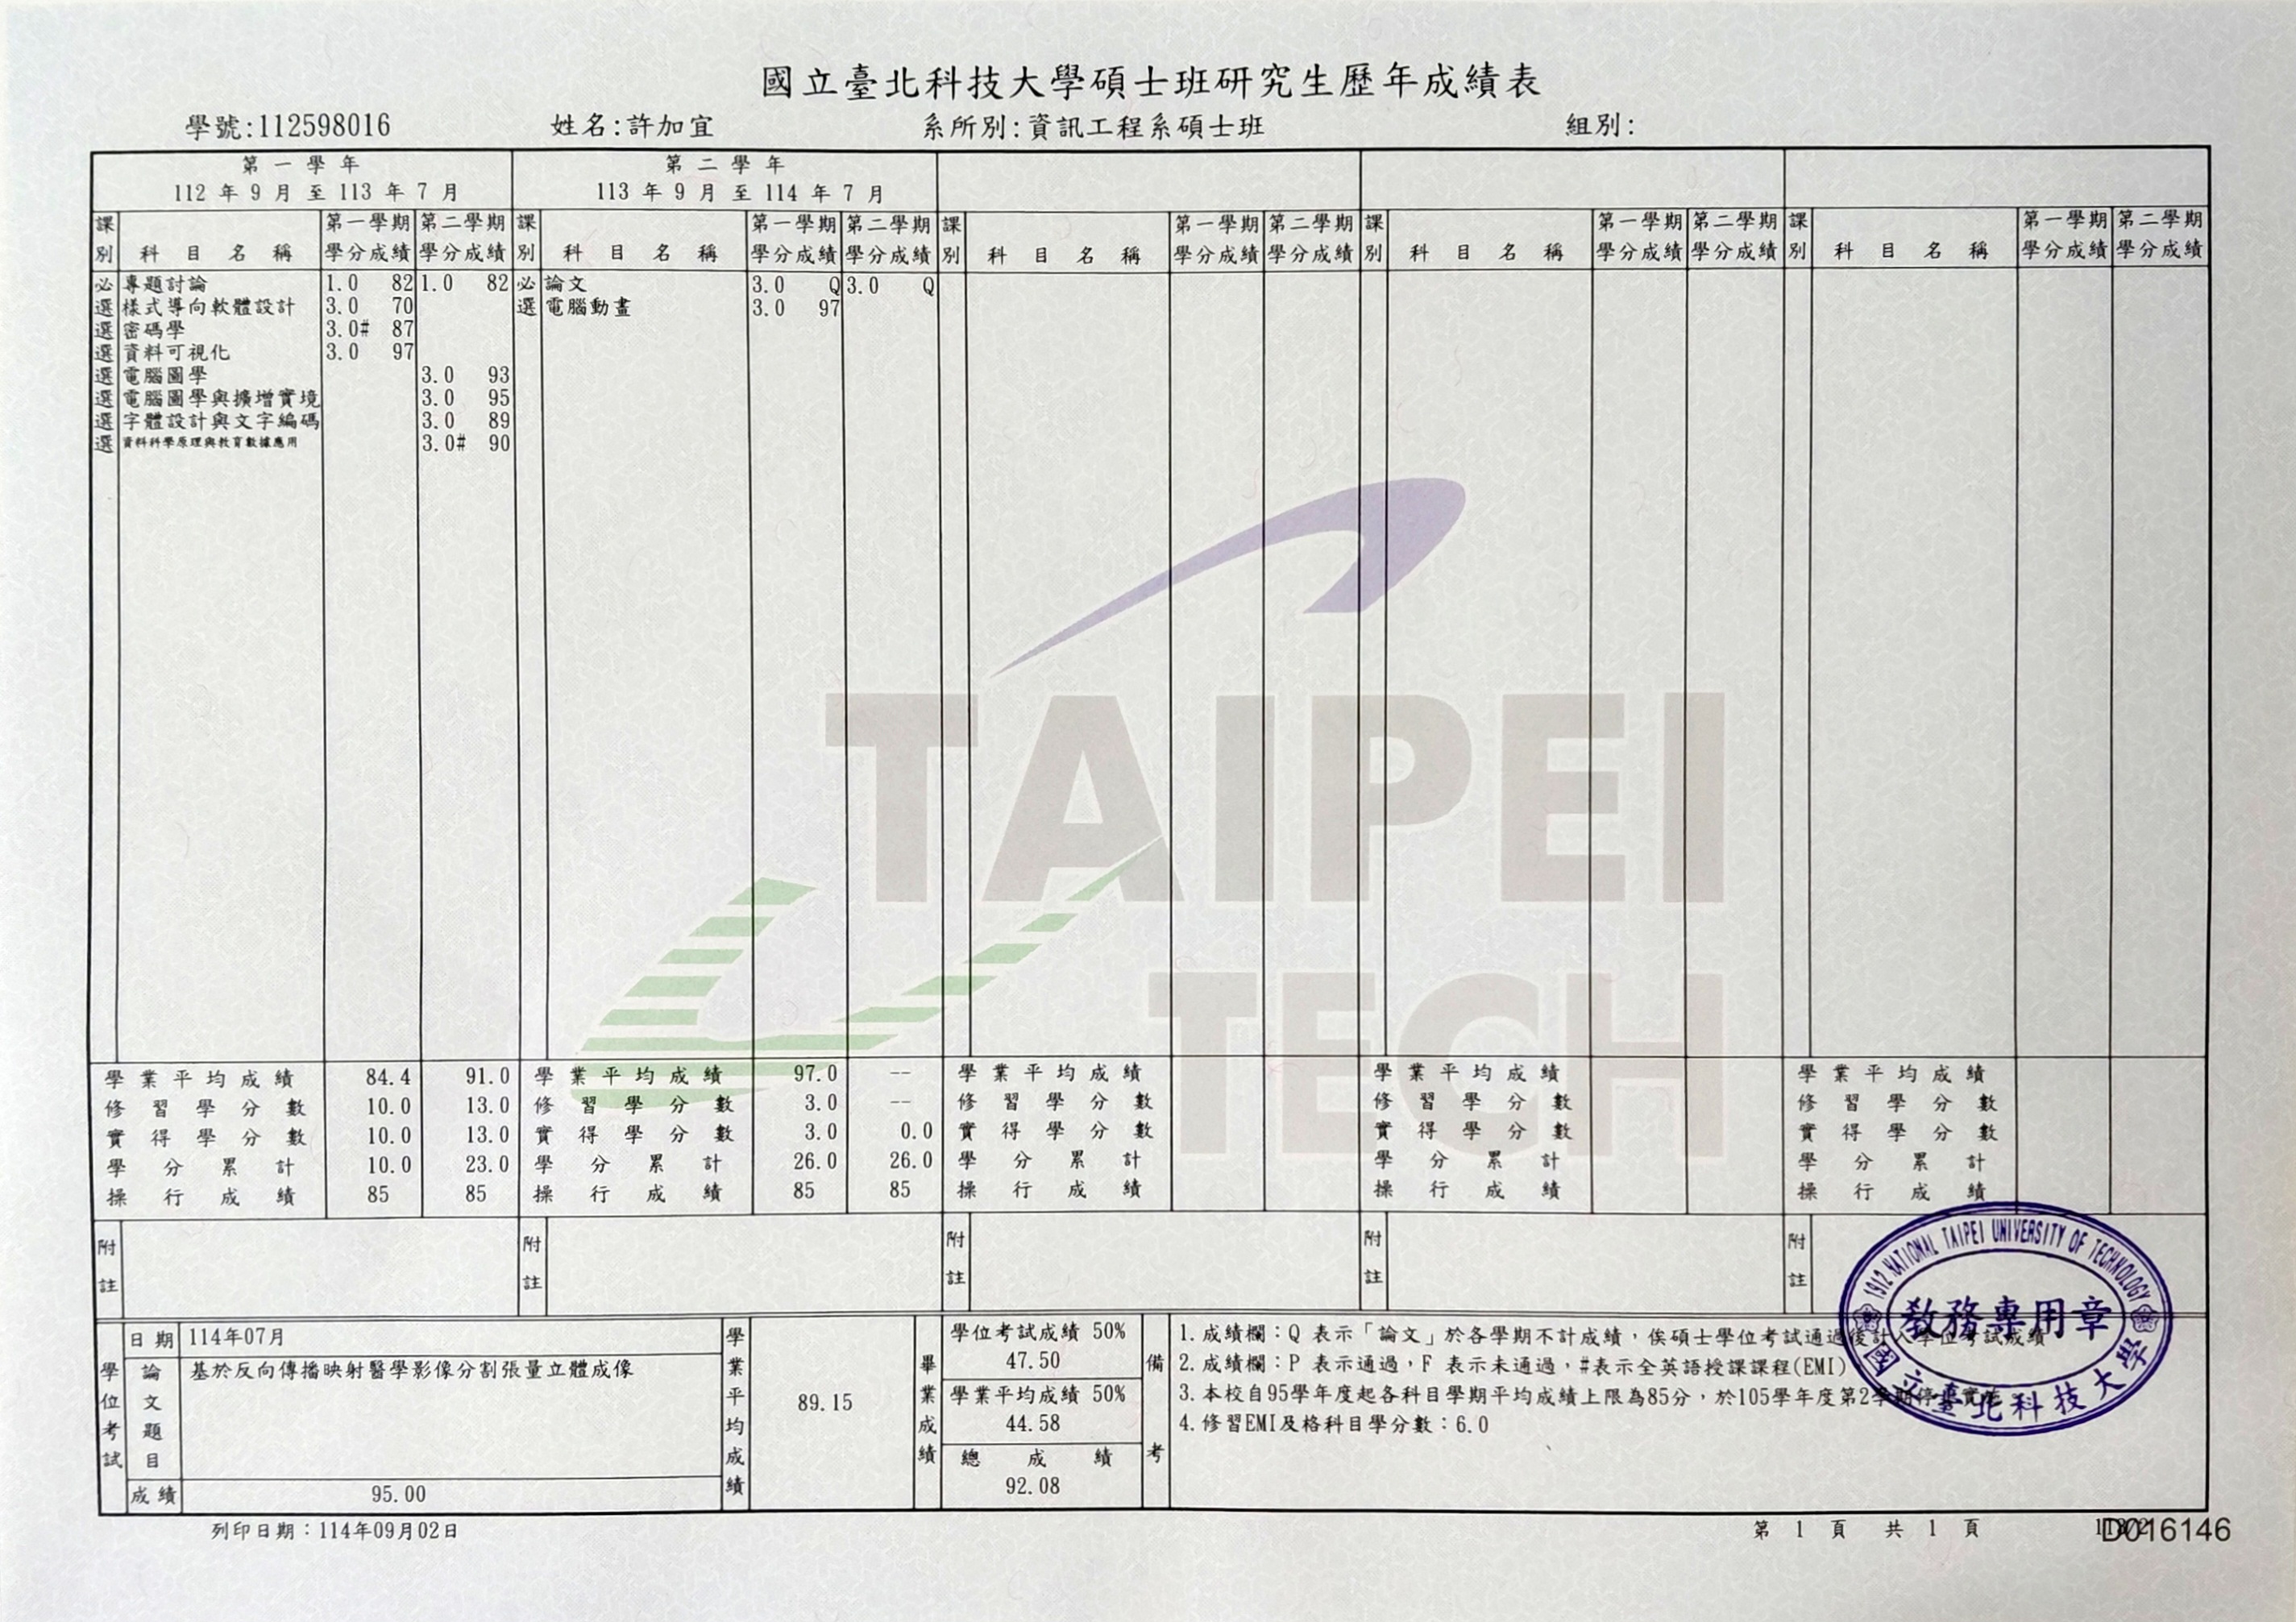 國立臺北科技大學碩士班研究生歷年成績表
學號:112598016 姓名:許加宜 系所別:資訊工程系碩士班 組別:
第一學年 第二學年
112 年 9 月 至 113 年 7 月 113 年 9 月 至 114 年 7 月
課別 科目名稱 第一學期 學分成績 第二學期 學分成績 課別 科目名稱 第一學期 學分成績 第二學期 學分成績 課別 科目名稱 第一學期 學分成績 第二學期 學分成績 課別 科目名稱 第一學期 學分成績 第二學期 學分成績 課別 科目名稱 第一學期 學分成績 第二學期 學分成績
必 專題討論 1.0 82 1.0 82 必 論文 3.0 Q 3.0 Q
選 樣式導向軟體設計 3.0 70 選 電腦動畫 3.0 97
選 密碼學 3.0# 87
選 資料可視化 3.0 97
選 電腦圖學 3.0 93
選 電腦圖學與擴增實境 3.0 95
選 字體設計與文字編碼 3.0 89
選 資料科學原理與教育數據應用 3.0# 90
TAIPEI
TECH
學業平均成績 84.4 91.0 學業平均成績 97.0 -- 學業平均成績 學業平均成績 學業平均成績
修習學分數 10.0 13.0 修習學分數 3.0 -- 修習學分數 修習學分數 修習學分數
實得學分數 10.0 13.0 實得學分數 3.0 0.0 實得學分數 實得學分數 實得學分數
學分累計 10.0 23.0 學分累計 26.0 26.0 學分累計 學分累計 學分累計
操行成績 85 85 操行成績 85 85 操行成績 操行成績 操行成績
附註 附註 附註 附註 附註
學位考試
日期 114年07月
論文題目 基於反向傳播映射醫學影像分割張量立體成像
成績 95.00
學業平均成績 89.15
畢業成績
學位考試成績 50%
47.50
學業平均成績 50%
44.58
總成績
92.08
備考
1.成績欄：Q 表示「論文」於各學期不計成績，俟碩士學位考試通過後計入學位考試成績
2.成績欄：P 表示通過，F 表示未通過，#表示全英語授課課程(EMI)
3.本校自95學年度起各科目學期平均成績上限為85分，於105學年度第2學期停止實施
4.修習EMI及格科目學分數：6.0
1912 NATIONAL TAIPEI UNIVERSITY OF TECHNOLOGY
教務專用章
國立臺北科技大學
列印日期：114年09月02日 第 1 頁 共 1 頁 D016146